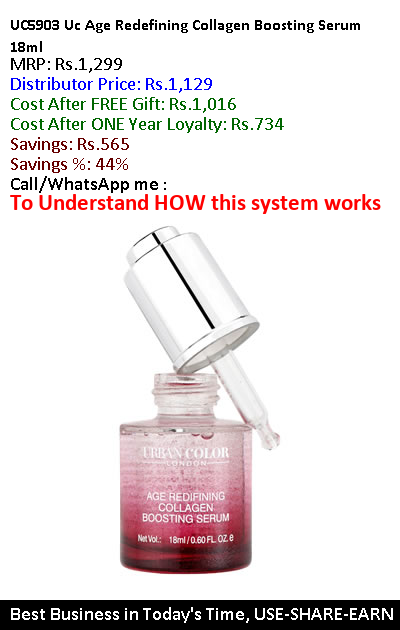 UC5903 Uc Age Redefining Collagen Boosting Serum
18ml
MRP: Rs.1,299
Distributor Price: Rs.1,129
Cost After FREE Gift: Rs.1,016
Cost After ONE Year Loyalty: Rs.734
Savings: Rs.565
Savings %: 44%
Call/WhatsApp me :
To Understand HOW this system works
URBAN COLOR
LONDON
AGE REDIFINING
COLLAGEN
BOOSTING SERUM
Net Vol.: 18ml/0.60 FL. OZ. e
Best Business in Today's Time, USE-SHARE-EARN